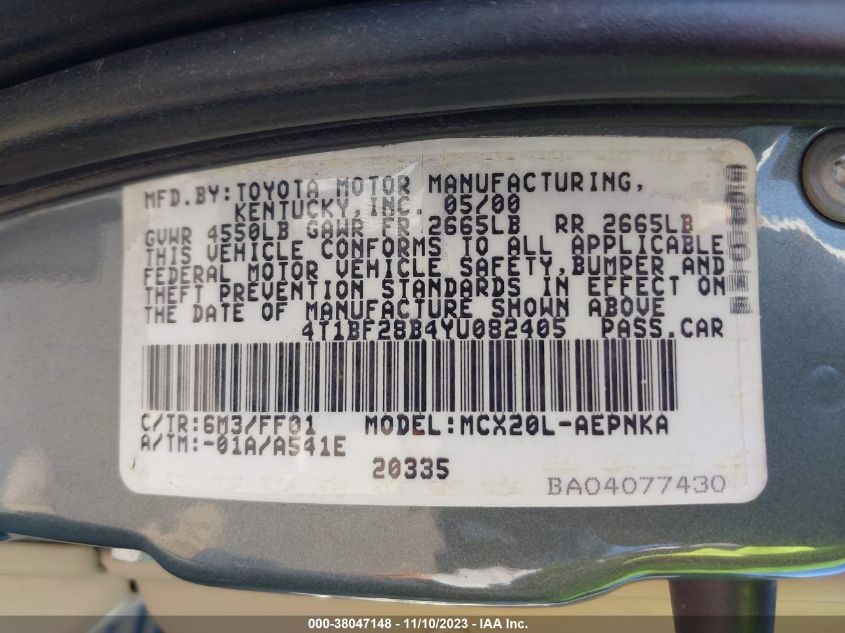 MFD.BY:TOYOTA MOTOR MANUFACTURING,
KENTUCKY,INC. 05/00
GVWR 4550LB GAWR FR 2665LB RR 2665LB
THIS VEHICLE CONFORMS TO ALL APPLICABLE
FEDERAL MOTOR VEHICLE SAFETY,BUMPER AND
THEFT PREVENTION STANDARDS IN EFFECT ON
THE DATE OF MANUFACTURE SHOWN ABOVE
4T1BF28B4YU082405 PASS.CAR
C/TR:6M3/FF01 MODEL:MCX20L-AEPNKA
A/TM:-01A/A541E
20335
BA04077430
000-38047148 - 11/10/2023 - IAA Inc.